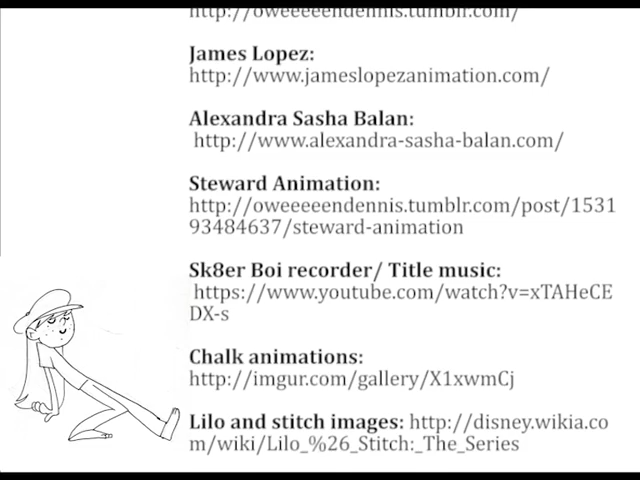 http://oweeeeendennis.tumblr.com/
James Lopez:
http://www.jameslopezanimation.com/
Alexandra Sasha Balan:
http://www.alexandra-sasha-balan.com/
Steward Animation:
http://oweeeeendennis.tumblr.com/post/1531
93484637/steward-animation
Sk8er Boi recorder/ Title music:
https://www.youtube.com/watch?v=xTAHeCE
DX-s
Chalk animations:
http://imgur.com/gallery/X1xwmCj
Lilo and stitch images: http://disney.wikia.co
m/wiki/Lilo_%26_Stitch:_The_Series